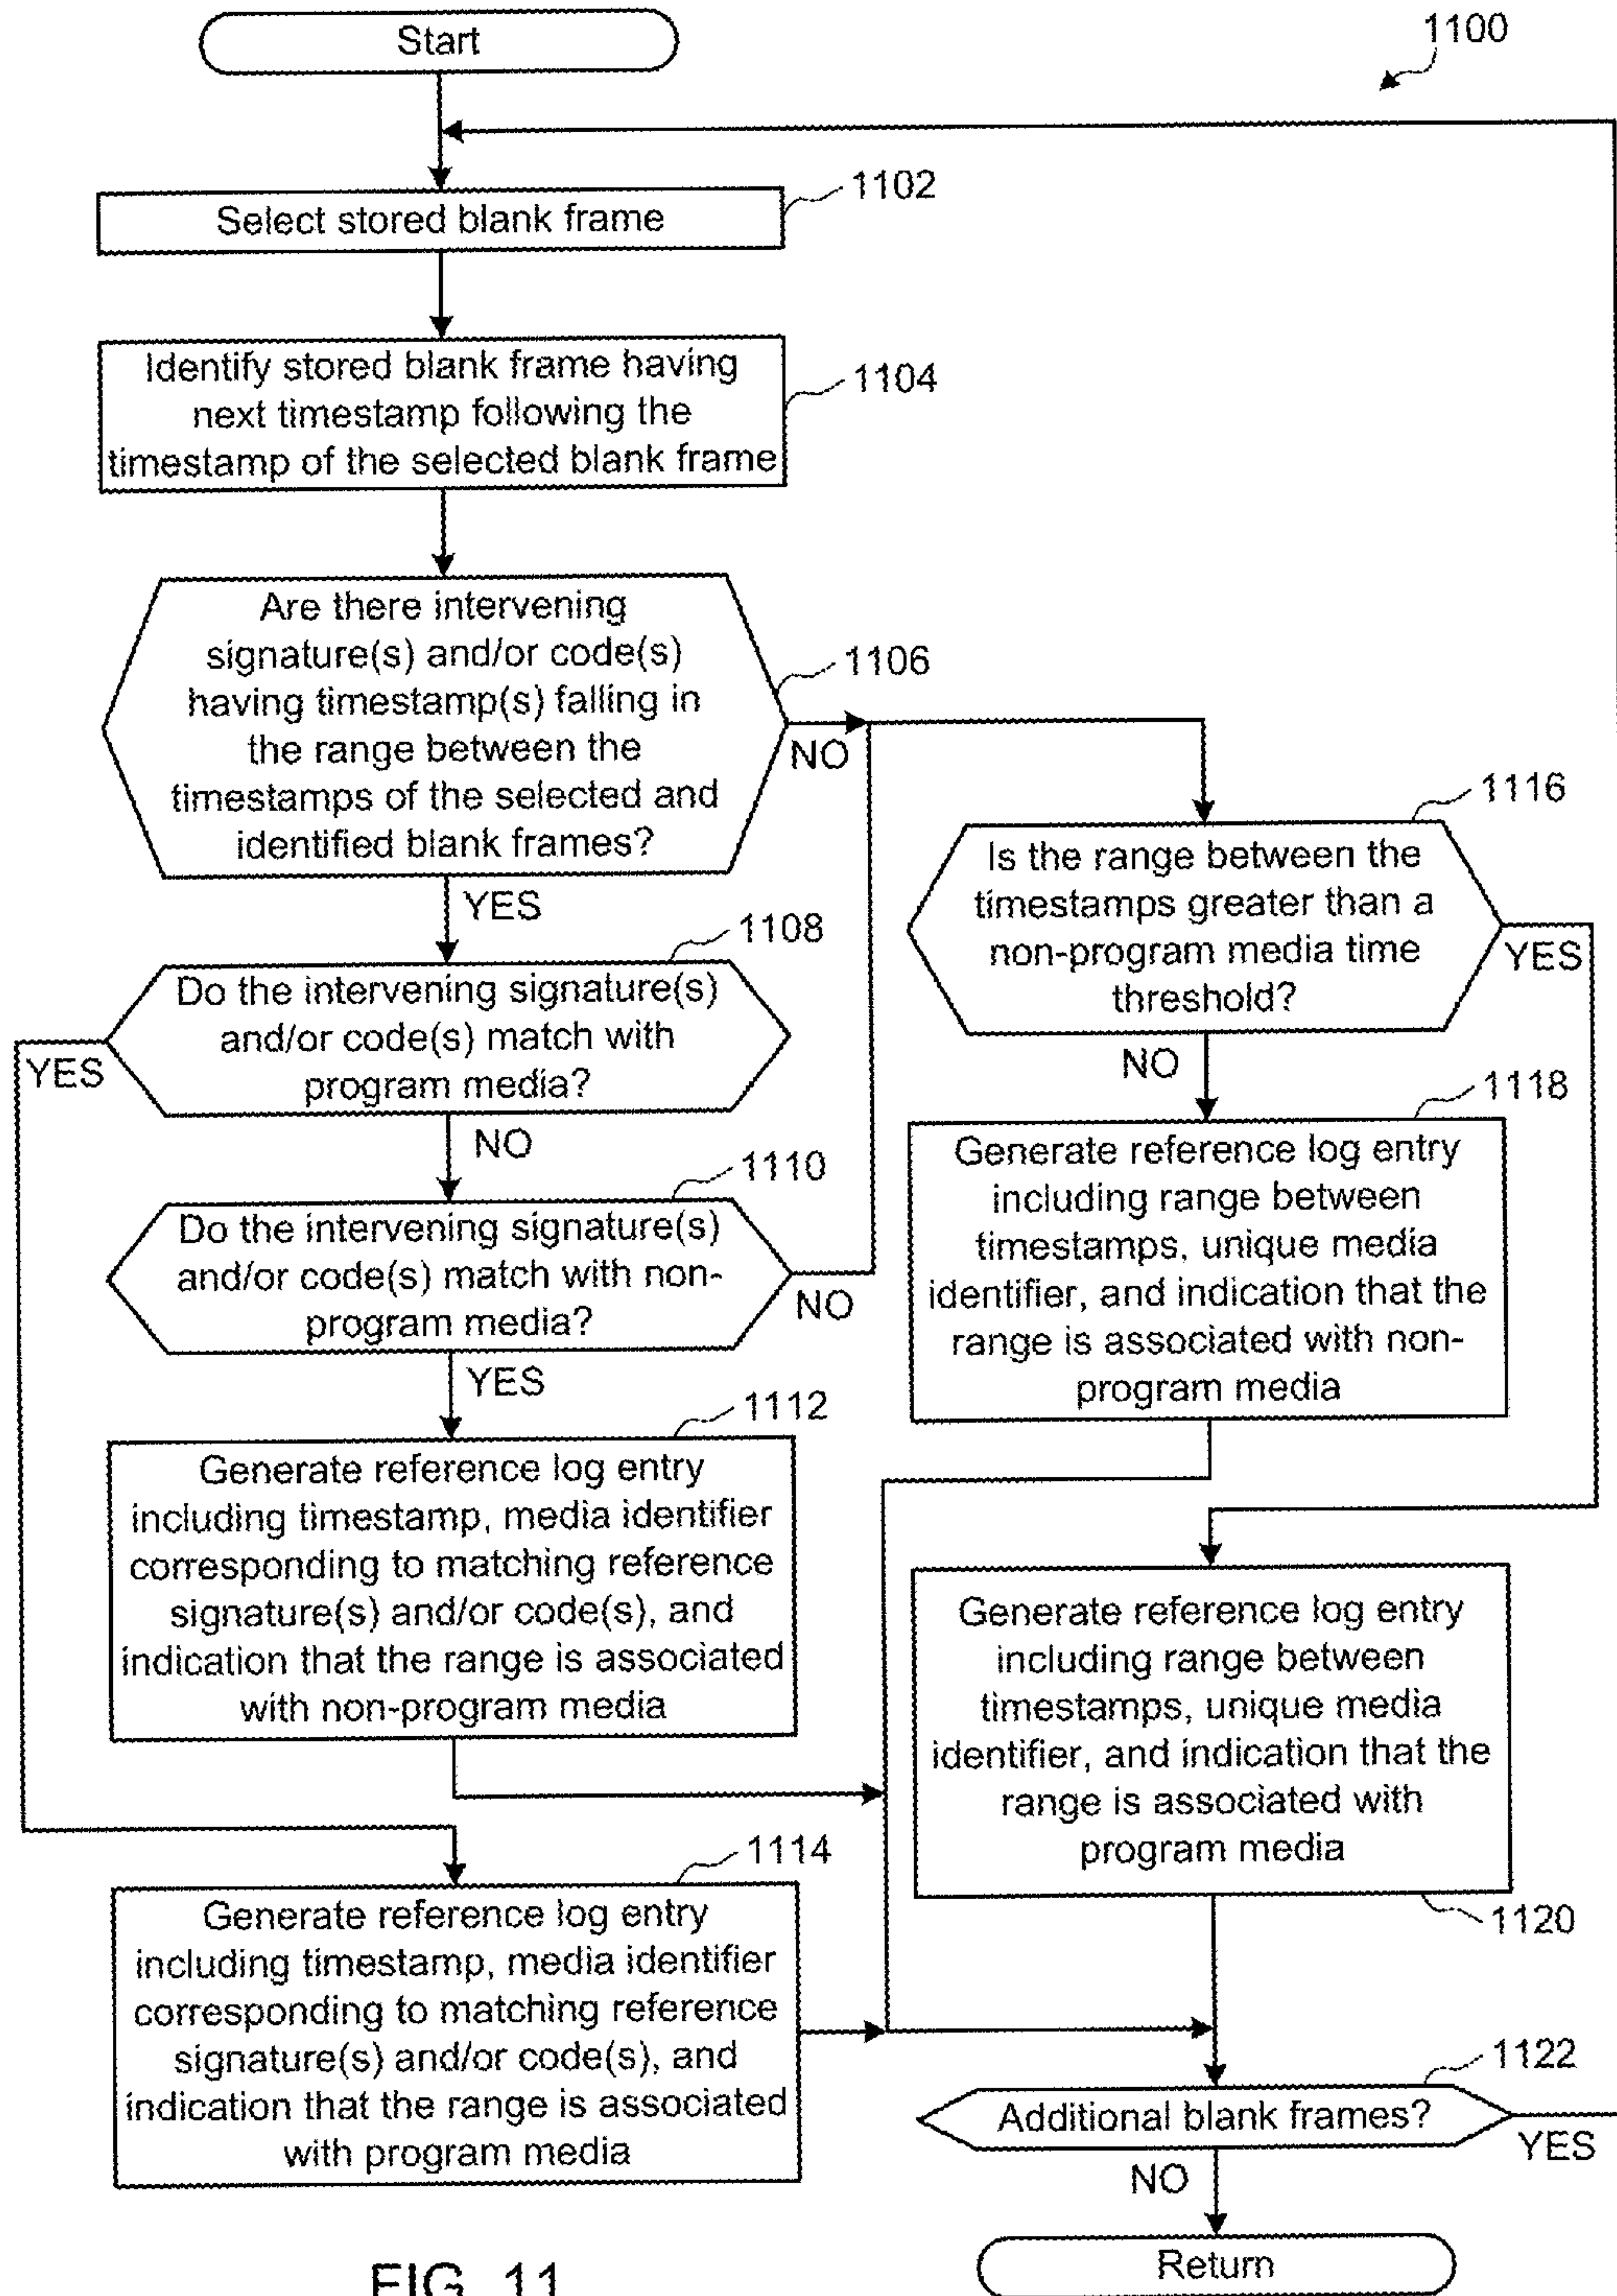 Start
1100
Select stored blank frame
1102
Identify stored blank frame having
next timestamp following the
timestamp of the selected blank frame
1104
Are there intervening
signature(s) and/or code(s)
having timestamp(s) falling in
the range between the
timestamps of the selected and
identified blank frames?
1106
NO
YES
1108
Do the intervening signature(s)
and/or code(s) match with
program media?
YES
NO
1110
Do the intervening signature(s)
and/or code(s) match with non-
program media?
NO
YES
1112
Generate reference log entry
including timestamp, media identifier
corresponding to matching reference
signature(s) and/or code(s), and
indication that the range is associated
with non-program media
1114
Generate reference log entry
including timestamp, media identifier
corresponding to matching reference
signature(s) and/or code(s), and
indication that the range is associated
with program media
1116
Is the range between the
timestamps greater than a
non-program media time
threshold?
YES
NO
1118
Generate reference log entry
including range between
timestamps, unique media
identifier, and indication that the
range is associated with non-
program media
Generate reference log entry
including range between
timestamps, unique media
identifier, and indication that the
range is associated with
program media
1120
1122
Additional blank frames?
YES
NO
Return
FIG. 11